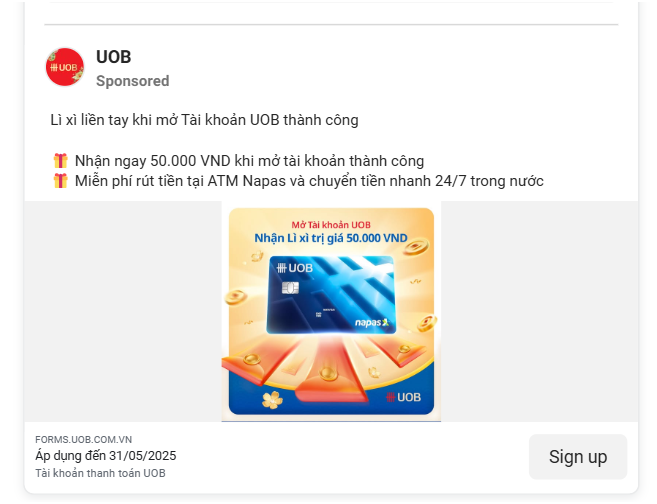 UOB
UOB
Sponsored
Lì xì liền tay khi mở Tài khoản UOB thành công
Nhận ngay 50.000 VND khi mở tài khoản thành công
Miễn phí rút tiền tại ATM Napas và chuyển tiền nhanh 24/7 trong nước
Mở Tài khoản UOB
Nhận Lì xì trị giá 50.000 VND
UOB
napas
UOB
FORMS.UOB.COM.VN
Áp dụng đến 31/05/2025
Tài khoản thanh toán UOB
Sign up